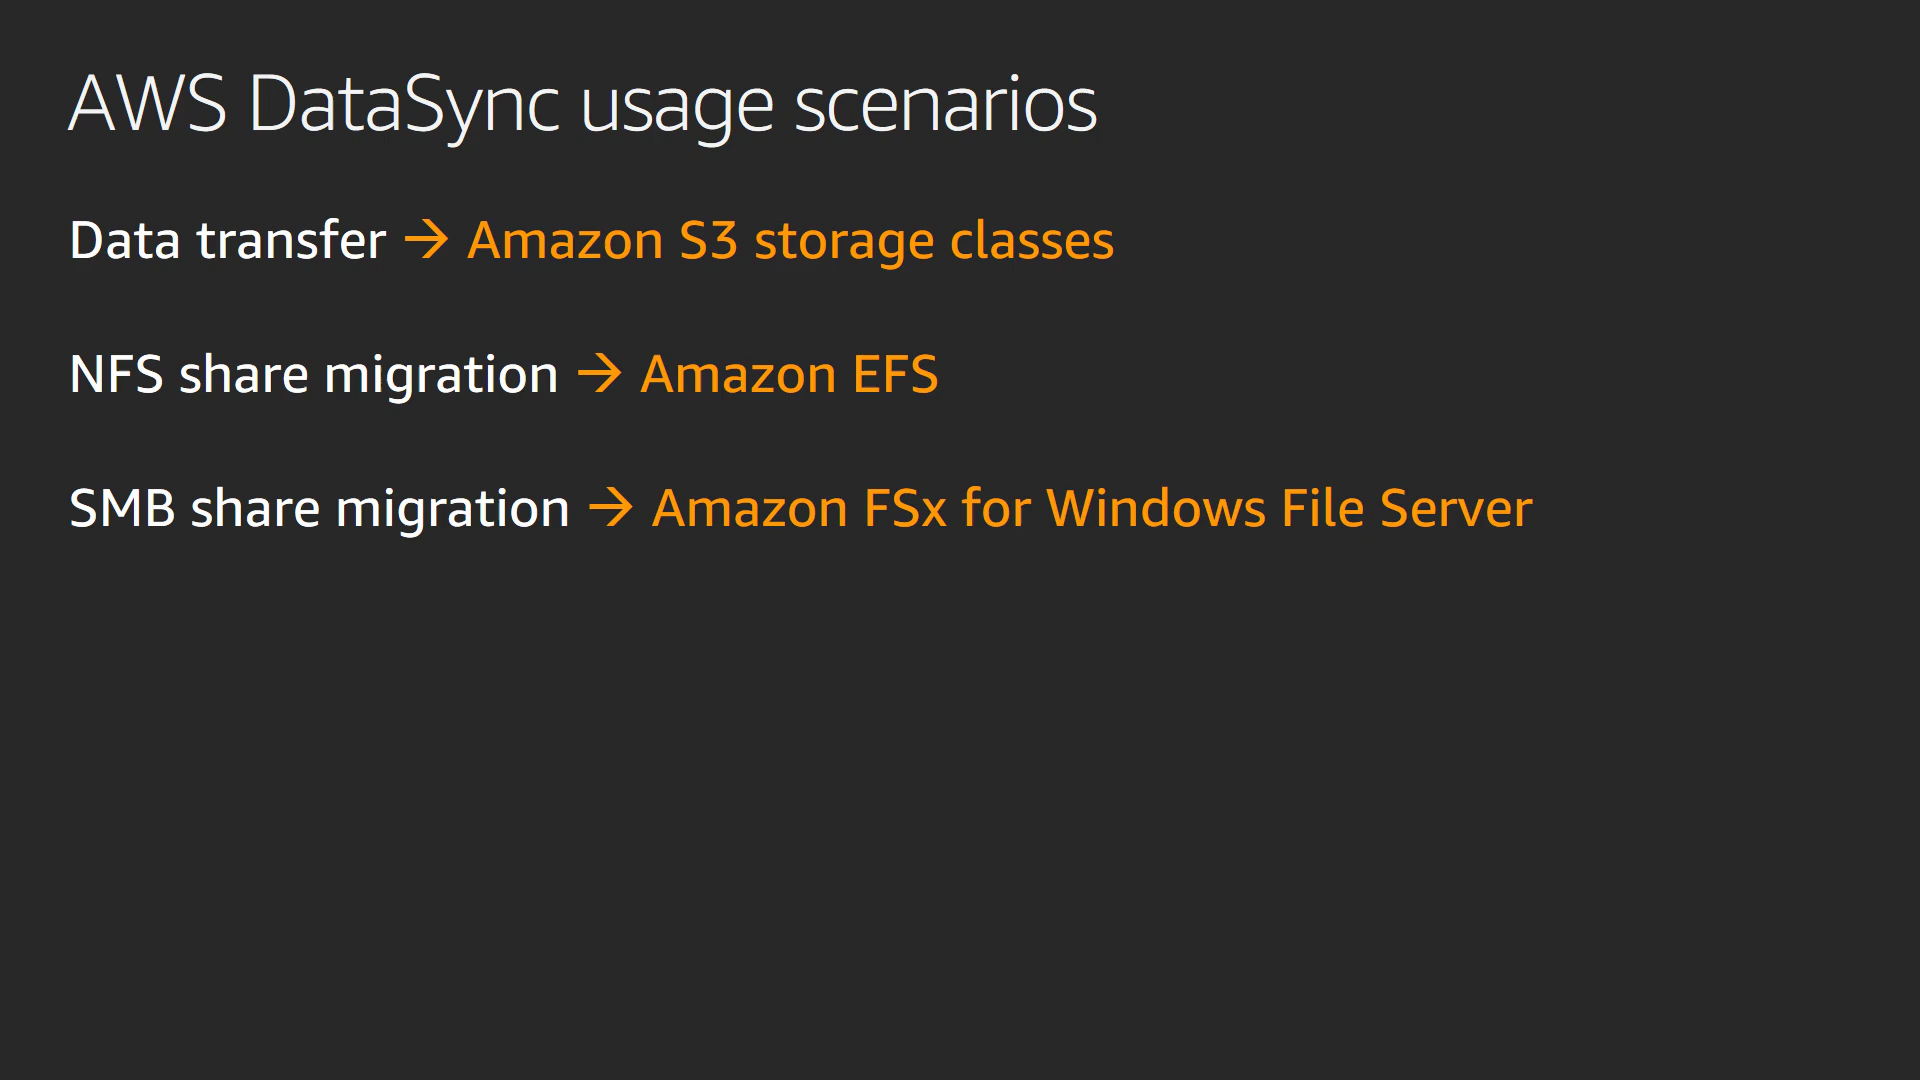 AWS DataSync usage scenarios
Data transfer → Amazon S3 storage classes
NFS share migration → Amazon EFS
SMB share migration → Amazon FSx for Windows File Server